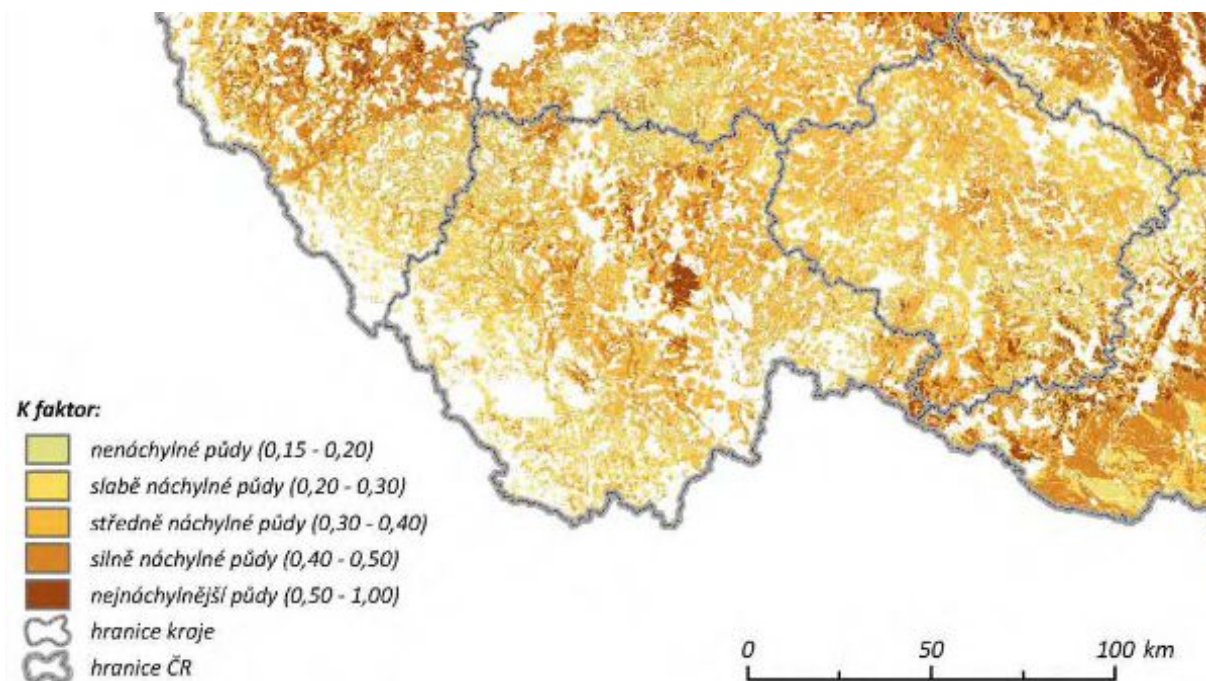 K faktor:
nenáchylné půdy (0,15 - 0,20)
slabě náchylné půdy (0,20 - 0,30)
středně náchylné půdy (0,30 - 0,40)
silně náchylné půdy (0,40 - 0,50)
nejnáchylnější půdy (0,50 - 1,00)
hranice kraje
hranice ČR
0 50 100 km